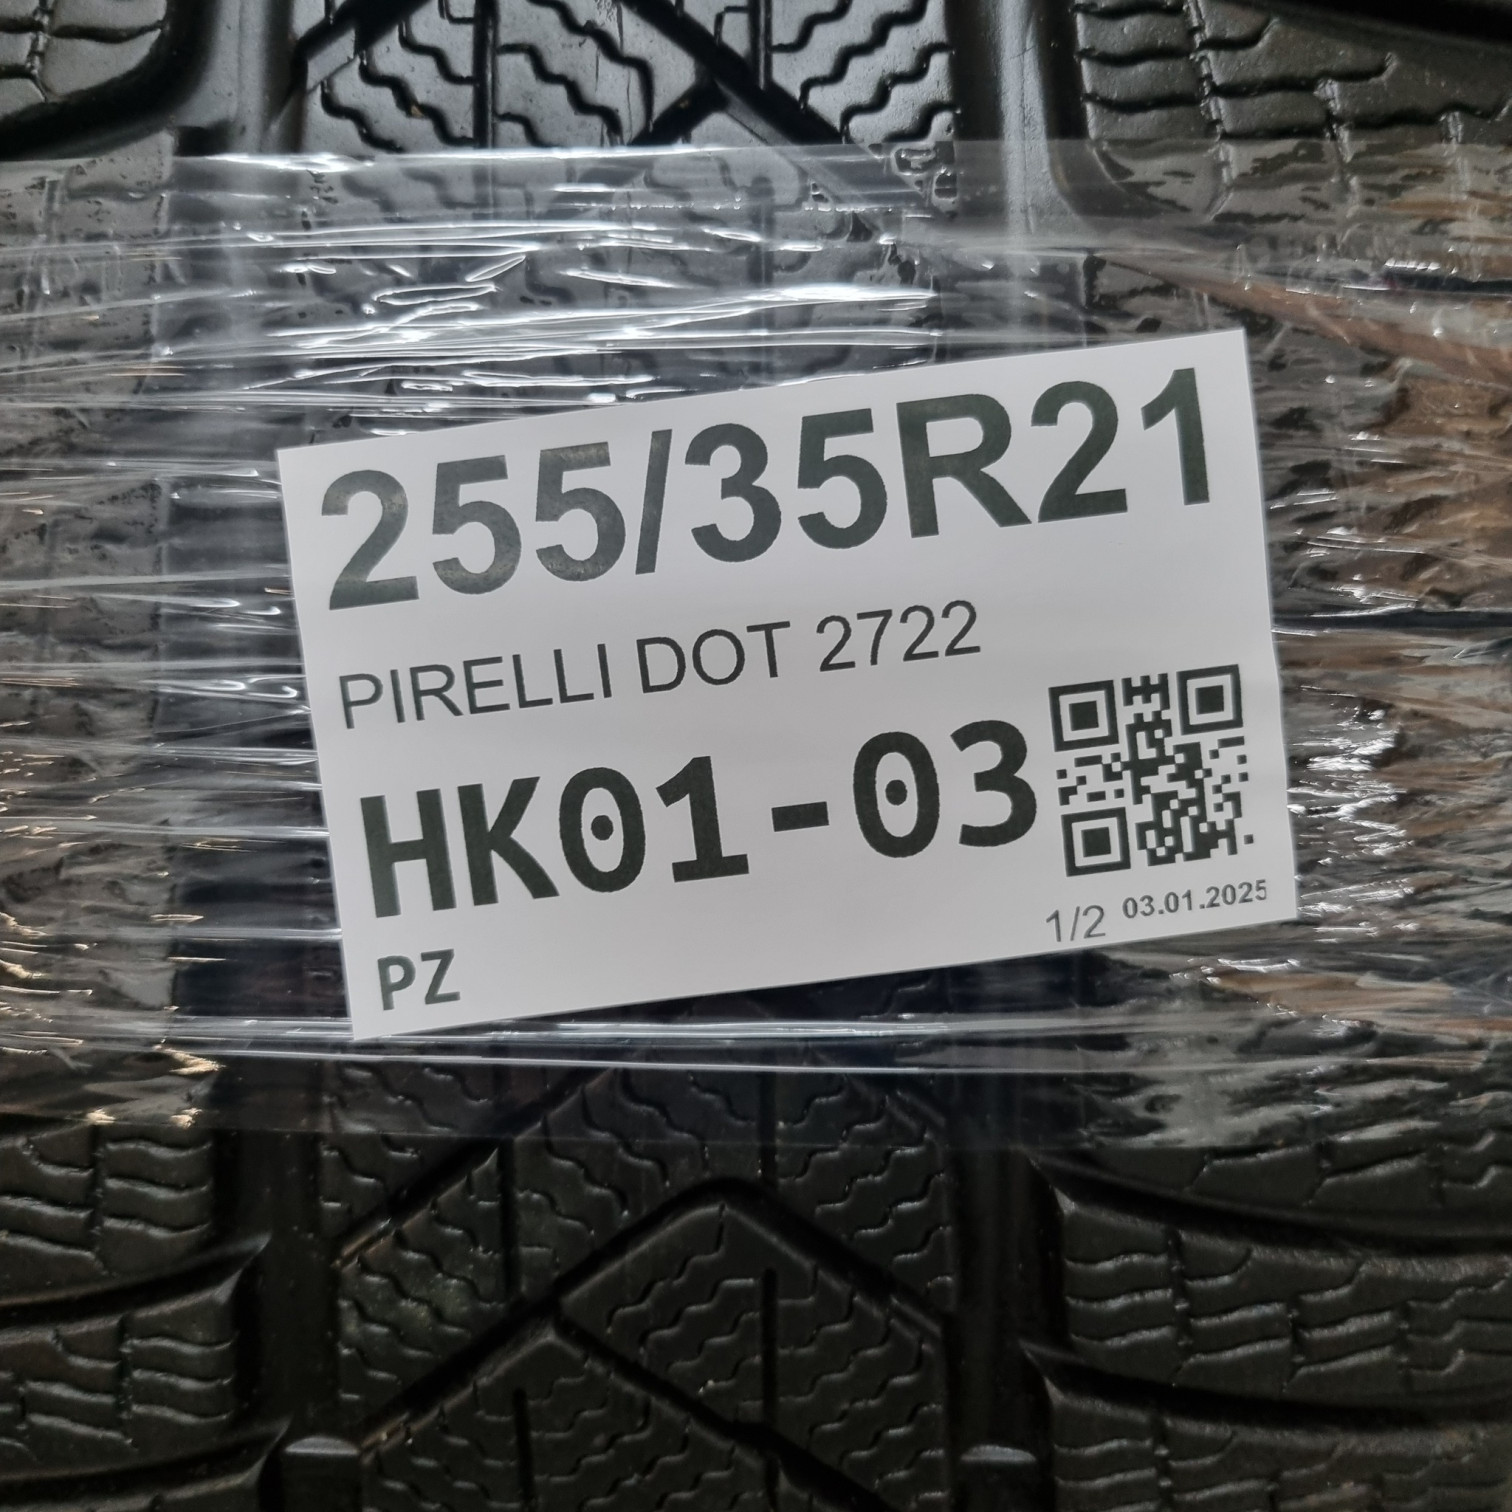 255/35R21
PIRELLI DOT 2722
HK01-03
1/2 03.01.2025
PZ